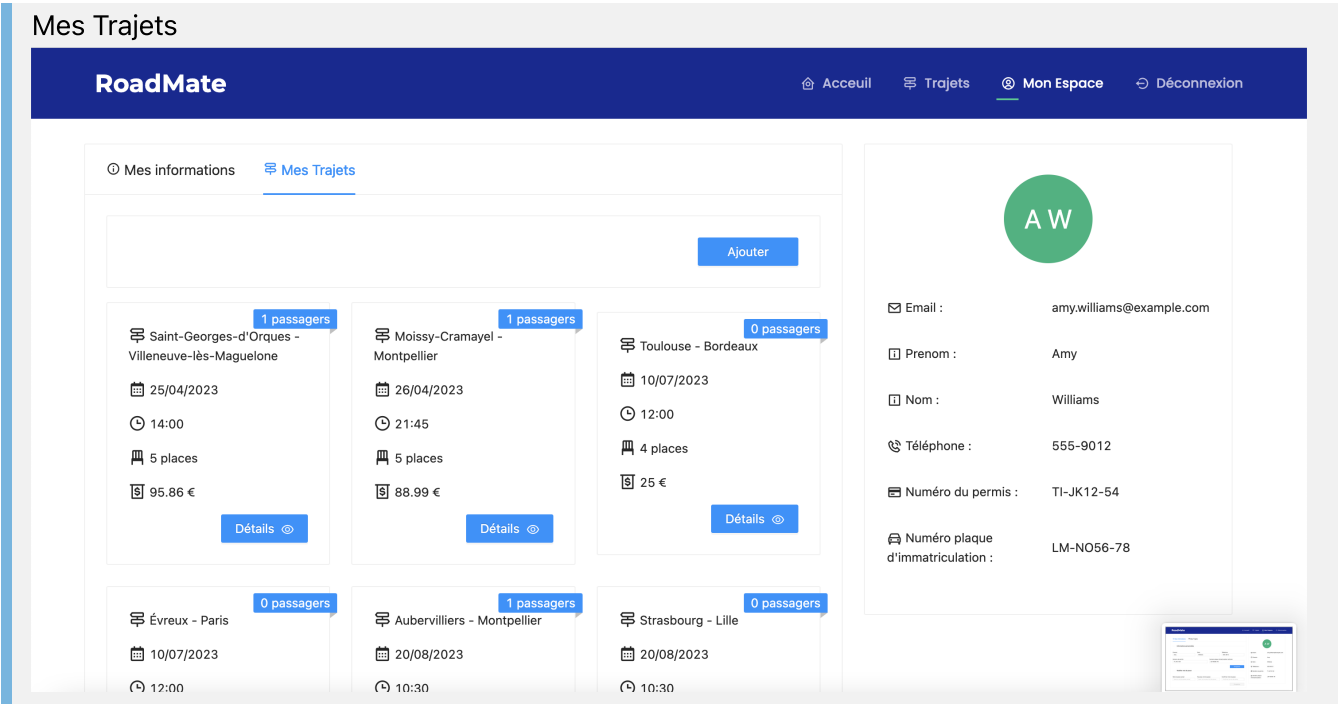 Mes Trajets
RoadMate
Acceuil
Trajets
Mon Espace
Déconnexion
Mes informations
Mes Trajets
Ajouter
1 passagers
Saint-Georges-d'Orques -
Villeneuve-lès-Maguelone
25/04/2023
14:00
5 places
95.86 €
Détails
1 passagers
Moissy-Cramayel -
Montpellier
26/04/2023
21:45
5 places
88.99 €
Détails
0 passagers
Toulouse - Bordeaux
10/07/2023
12:00
4 places
25 €
Détails
0 passagers
Évreux - Paris
10/07/2023
12:00
1 passagers
Aubervilliers - Montpellier
20/08/2023
10:30
0 passagers
Strasbourg - Lille
20/08/2023
10:30
A W
Email :
amy.williams@example.com
Prenom :
Amy
Nom :
Williams
Téléphone :
555-9012
Numéro du permis :
TI-JK12-54
Numéro plaque
d'immatriculation :
LM-NO56-78